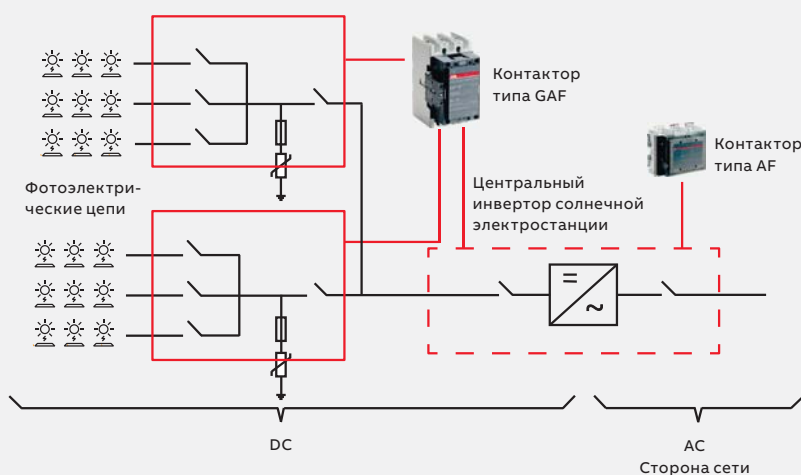 Контактор
типа GAF
Контактор
типа AF
Фотоэлектри-
ческие цепи
Центральный
инвертор солнечной
электростанции
DC
AC
Сторона сети